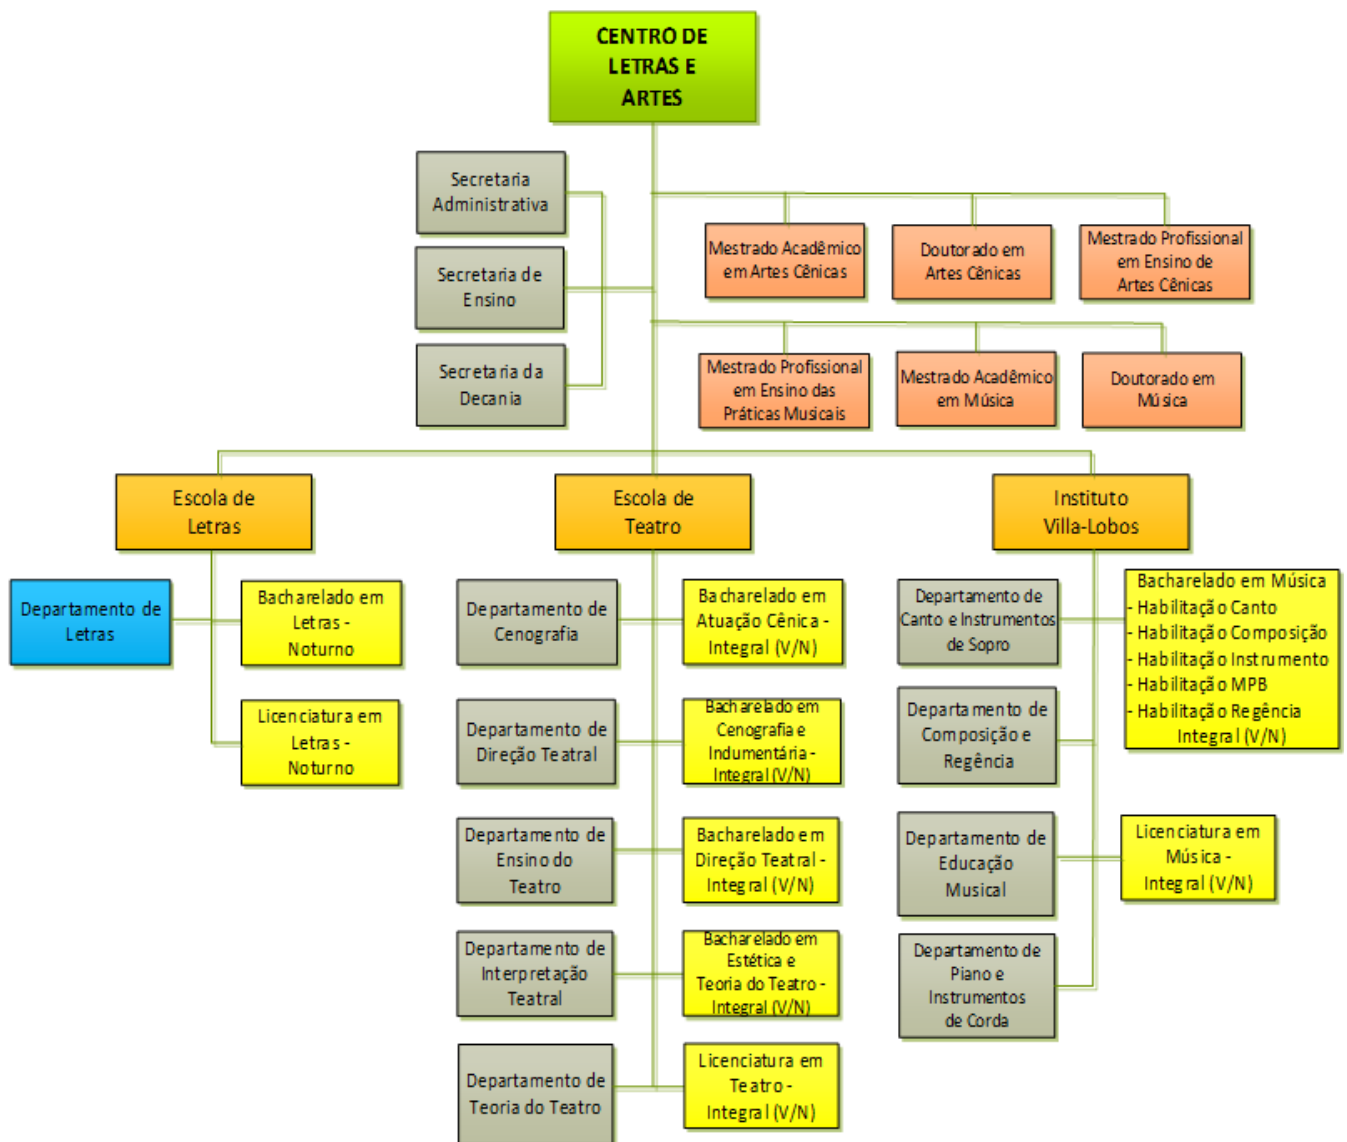 CENTRO DE
LETRAS E
ARTES
Secretaria
Administrativa
Secretaria de
Ensino
Secretaria da
Decania
Mestrado Acadêmico
em Artes Cênicas
Doutorado em
Artes Cênicas
Mestrado Profissional
em Ensino de
Artes Cênicas
Mestrado Profissional
em Ensino das
Práticas Musicais
Mestrado Acadêmico
em Música
Doutorado em
Música
Escola de
Letras
Departamento de
Letras
Bacharelado em
Letras -
Noturno
Licenciatura em
Letras -
Noturno
Escola de
Teatro
Departamento de
Cenografia
Bacharelado em
Atuação Cênica -
Integral (V/N)
Departamento de
Direção Teatral
Bacharelado em
Cenografia e
Indumentária -
Integral (V/N)
Departamento de
Ensino do
Teatro
Bacharelado em
Direção Teatral -
Integral (V/N)
Departamento de
Interpretação
Teatral
Bacharelado em
Estética e
Teoria do Teatro -
Integral (V/N)
Departamento de
Teoria do Teatro
Licenciatura em
Teatro -
Integral (V/N)
Instituto
Villa-Lobos
Departamento de
Canto e Instrumentos
de Sopro
Bacharelado em Música
- Habilitação Canto
- Habilitação Composição
- Habilitação Instrumento
- Habilitação MPB
- Habilitação Regência
Integral (V/N)
Departamento de
Composição e
Regência
Departamento de
Educação
Musical
Licenciatura em
Música -
Integral (V/N)
Departamento de
Piano e
Instrumentos
de Corda